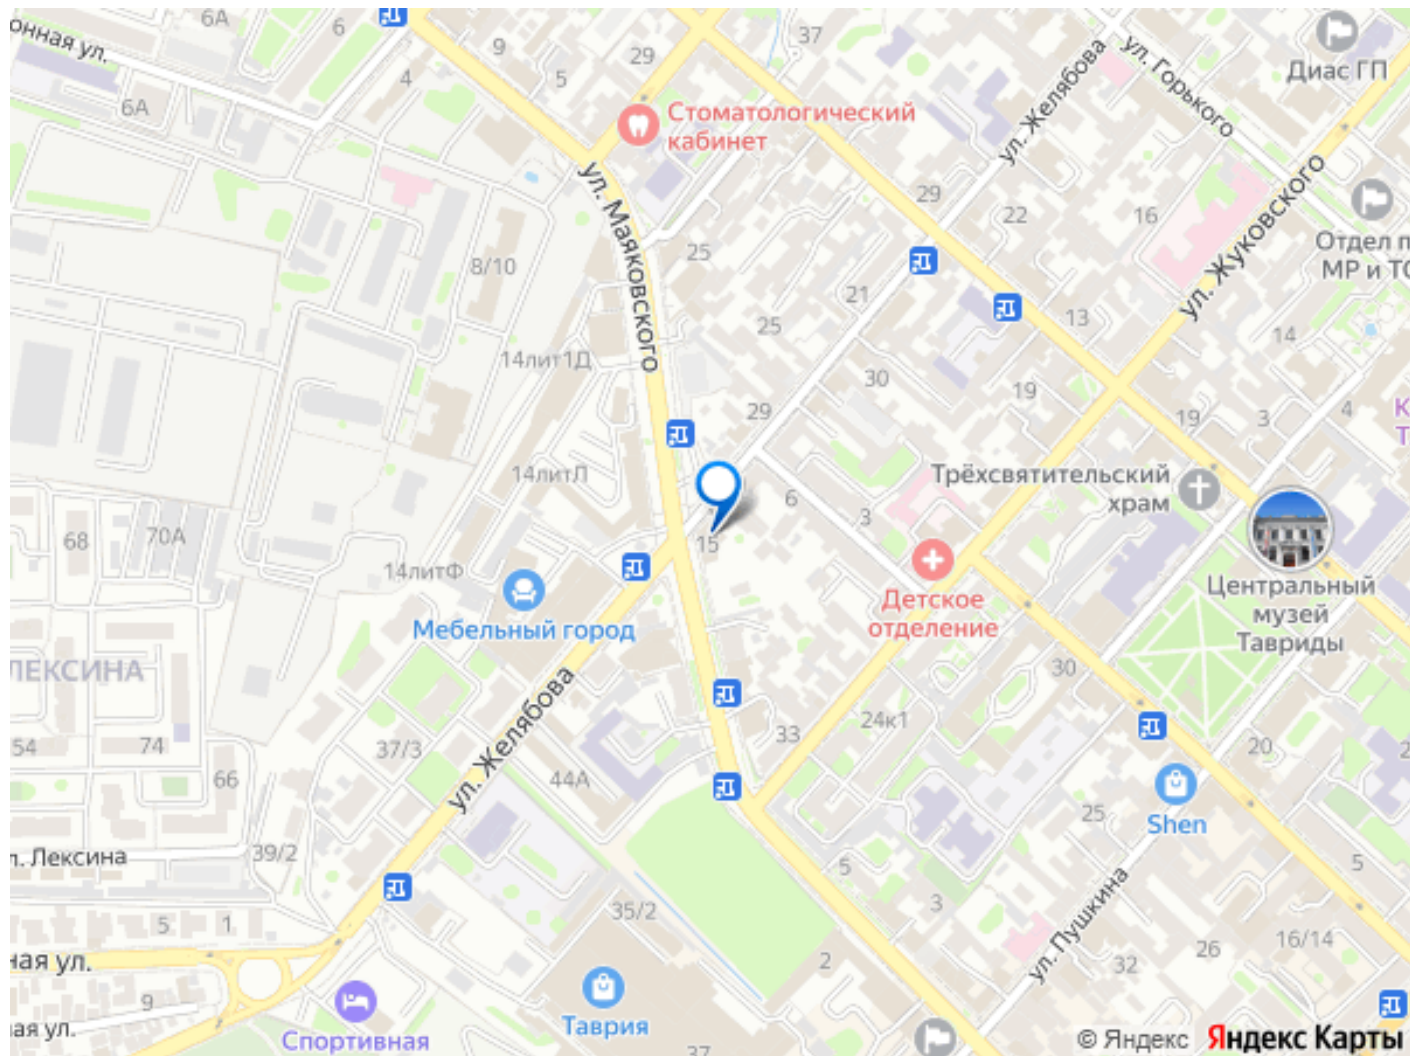 6А
онная ул.
6
9
29
37
ул. Горького
Диас ГП
4
5
6А
Стоматологический
кабинет
ул. Желябова
ул. Маяковского
29
22
16
ул. Жуковского
Отдел п
МР и ТС
8/10
25
21
25
13
14
14лит1Д
30
19
29
19
3
4
К
Т
14литЛ
Трёхсвятительский
храм
6
3
68
70А
15
14литФ
Детское
отделение
Центральный
музей
Тавриды
Мебельный город
ЛЕКСИНА
30
54
74
37/3
ул. Желябова
33
24к1
20
2
66
44А
25
Shen
л. Лексина
39/2
5
5
ул. Пушкина
35/2
3
5
1
16/14
ная ул.
2
32
26
9
Таврия
ая ул.
Спортивная
37
© Яндекс Яндекс Карты